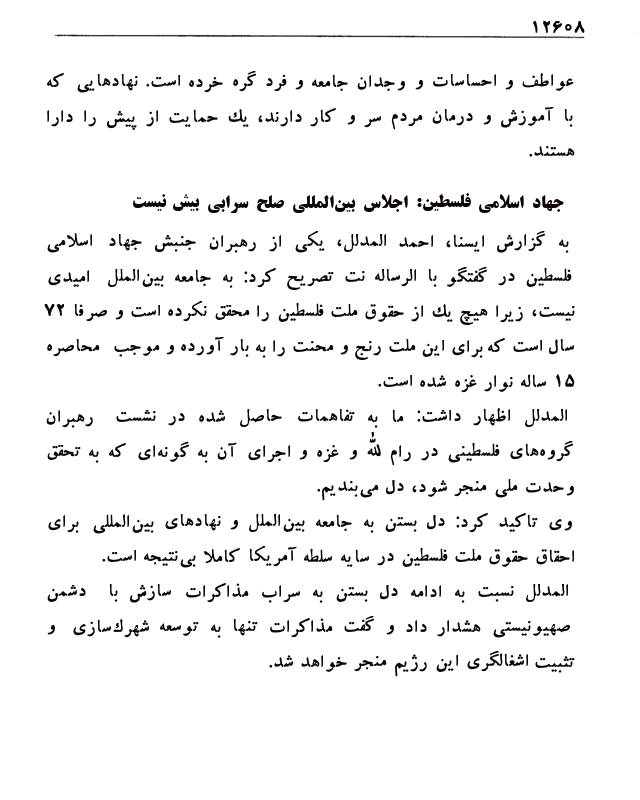 ۱۲۶۰۸
عواطف و احساسات و وجدان جامعه و فرد گره خرده است. نهادهایی که
با آموزش و درمان مردم سر و کار دارند، یك حمایت از پیش را دارا
هستند.
جهاد اسلامی فلسطین: اجلاس بین‌المللی صلح سرابی بیش نیست
به گزارش ایسنا، احمد المدلل، یکی از رهبران جنبش جهاد اسلامی
فلسطین در گفتگو با الرساله نت تصریح کرد: به جامعه بین‌الملل امیدی
نیست، زیرا هیچ یك از حقوق ملت فلسطین را محقق نکرده است و صرفا ۷۲
سال است که برای این ملت رنج و محنت را به بار آورده و موجب محاصره
۱۵ ساله نوار غزه شده است.
المدلل اظهار داشت: ما به تفاهمات حاصل شده در نشست رهبران
گروه‌های فلسطینی در رام لله و غزه و اجرای آن به گونه‌ای که به تحقق
وحدت ملی منجر شود، دل می‌بندیم.
وی تاکید کرد: دل بستن به جامعه بین‌الملل و نهادهای بین‌المللی برای
احقاق حقوق ملت فلسطین در سایه سلطه آمریکا کاملا بی‌نتیجه است.
المدلل نسبت به ادامه دل بستن به سراب مذاکرات سازش با دشمن
صهیونیستی هشدار داد و گفت مذاکرات تنها به توسعه شهرك‌سازی و
تثبیت اشغالگری این رژیم منجر خواهد شد.